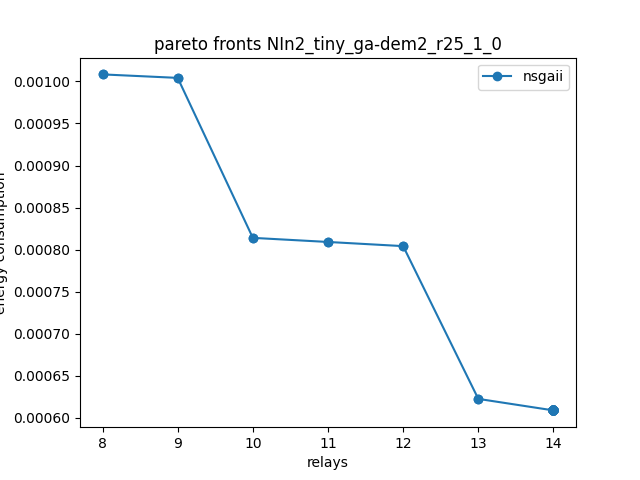 pareto fronts NIn2_tiny_ga-dem2_r25_1_0
nsgaii
0.00100
0.00095
0.00090
0.00085
0.00080
0.00075
0.00070
0.00065
0.00060
energy consumption
8 9 10 11 12 13 14
relays